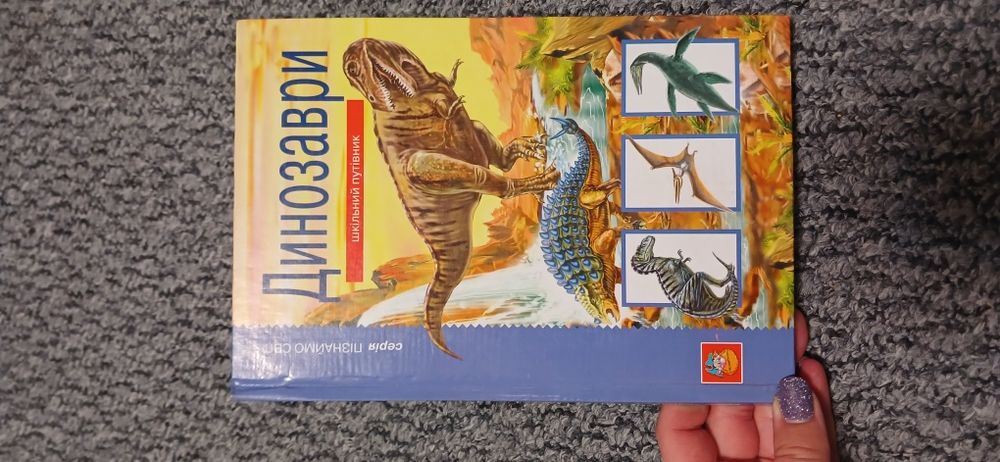 серія ПІЗНАЙМО СВІТ
Динозаври
шкільний путівник